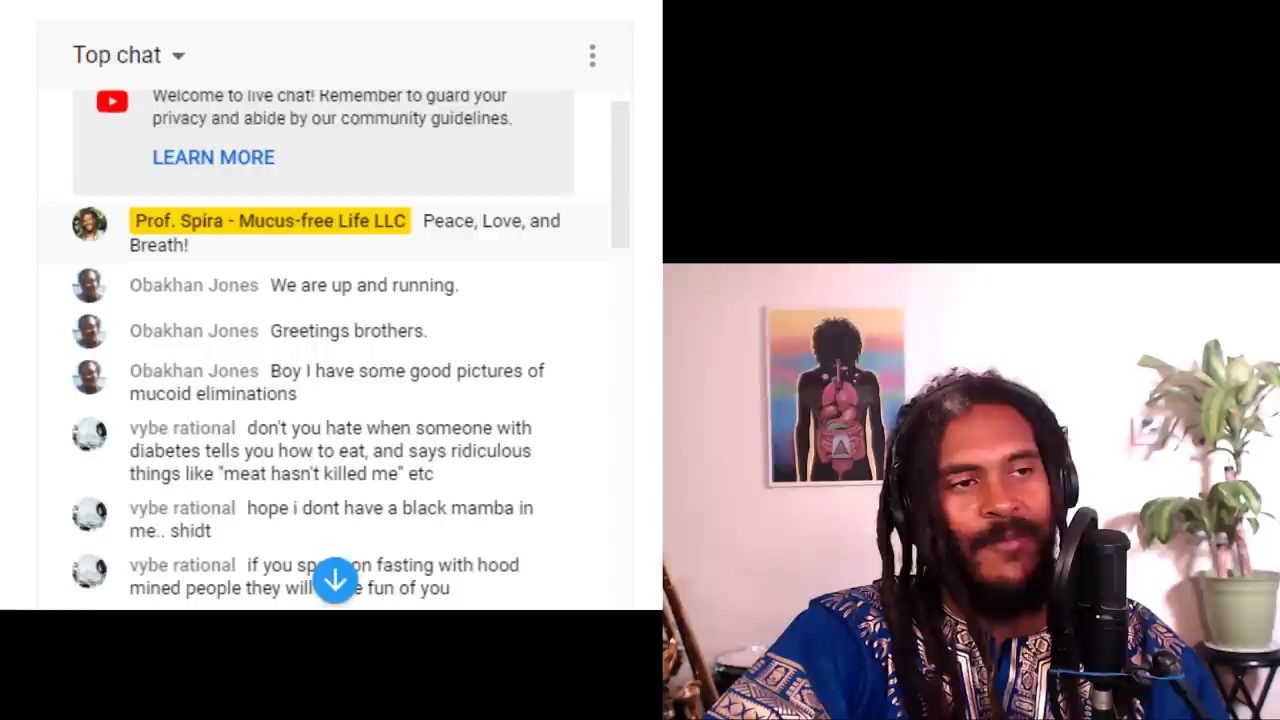 Top chat
Welcome to live chat! Remember to guard your
privacy and abide by our community guidelines.
LEARN MORE
Prof. Spira - Mucus-free Life LLC Peace, Love, and
Breath!
Obakhan Jones We are up and running.
Obakhan Jones Greetings brothers.
Obakhan Jones Boy I have some good pictures of
mucoid eliminations
vybe rational don't you hate when someone with
diabetes tells you how to eat, and says ridiculous
things like "meat hasn't killed me" etc
vybe rational hope i dont have a black mamba in
me.. shidt
vybe rational if you on fasting with hood
mined people they will fun of you